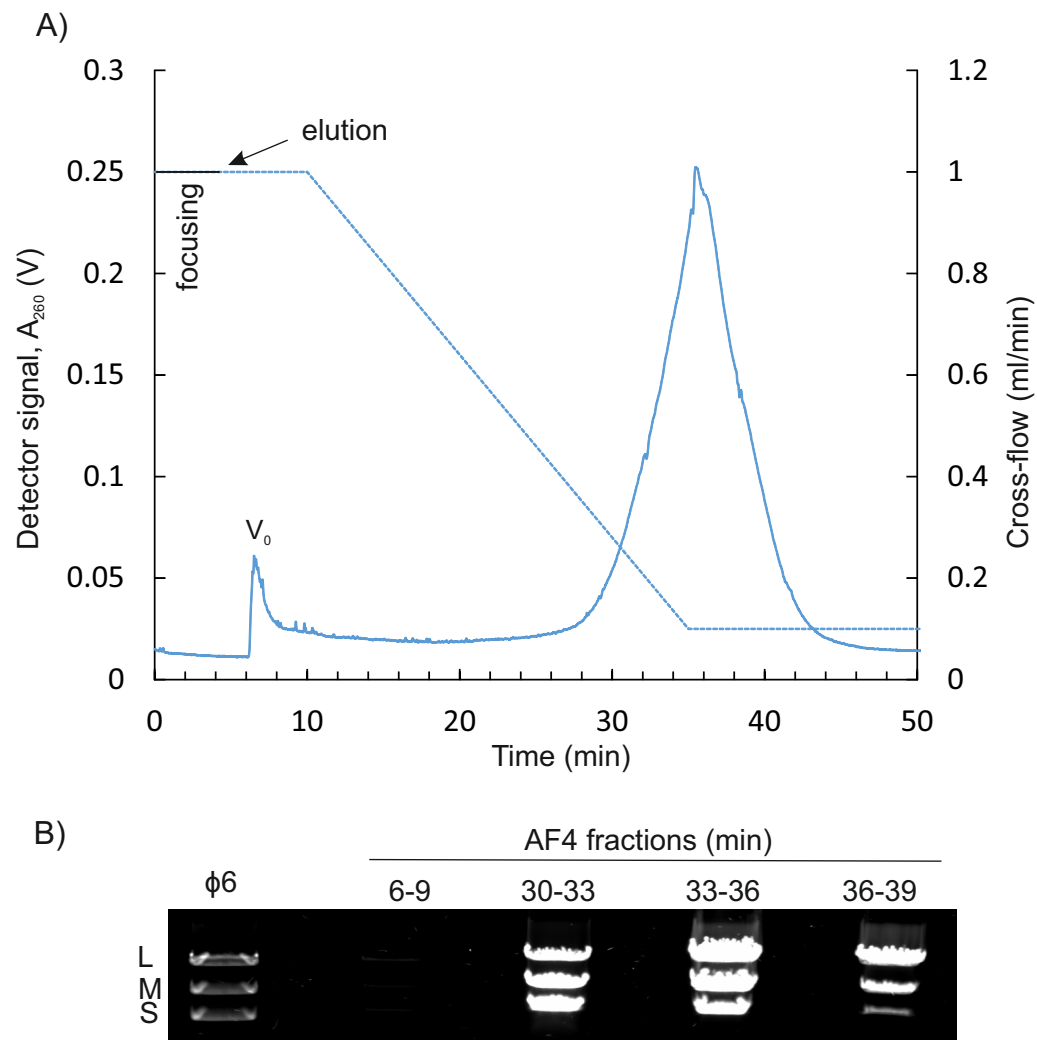 A)
0.3
0.25
0.2
0.15
0.1
0.05
0
Detector signal, A₂₆₀ (V)
elution
focusing
V₀
1.2
1
0.8
0.6
0.4
0.2
0
Cross-flow (ml/min)
0 10 20 30 40 50
Time (min)
B)
AF4 fractions (min)
ϕ6 6-9 30-33 33-36 36-39
L
M
S